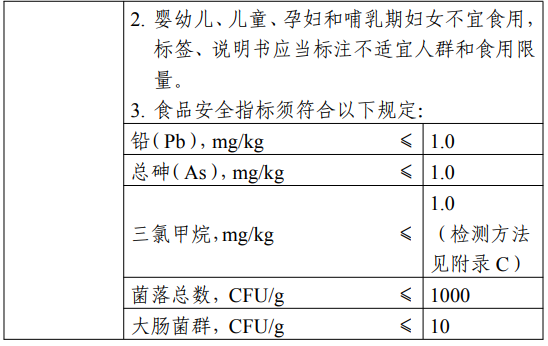 2. 婴幼儿、儿童、孕妇和哺乳期妇女不宜食用，
标签、说明书应当标注不适宜人群和食用限
量。
3. 食品安全指标须符合以下规定：
铅（Pb），mg/kg ≤ 1.0
总砷（As），mg/kg ≤ 1.0
三氯甲烷，mg/kg ≤ 1.0
（检测方法
见附录 C）
菌落总数，CFU/g ≤ 1000
大肠菌群，CFU/g ≤ 10